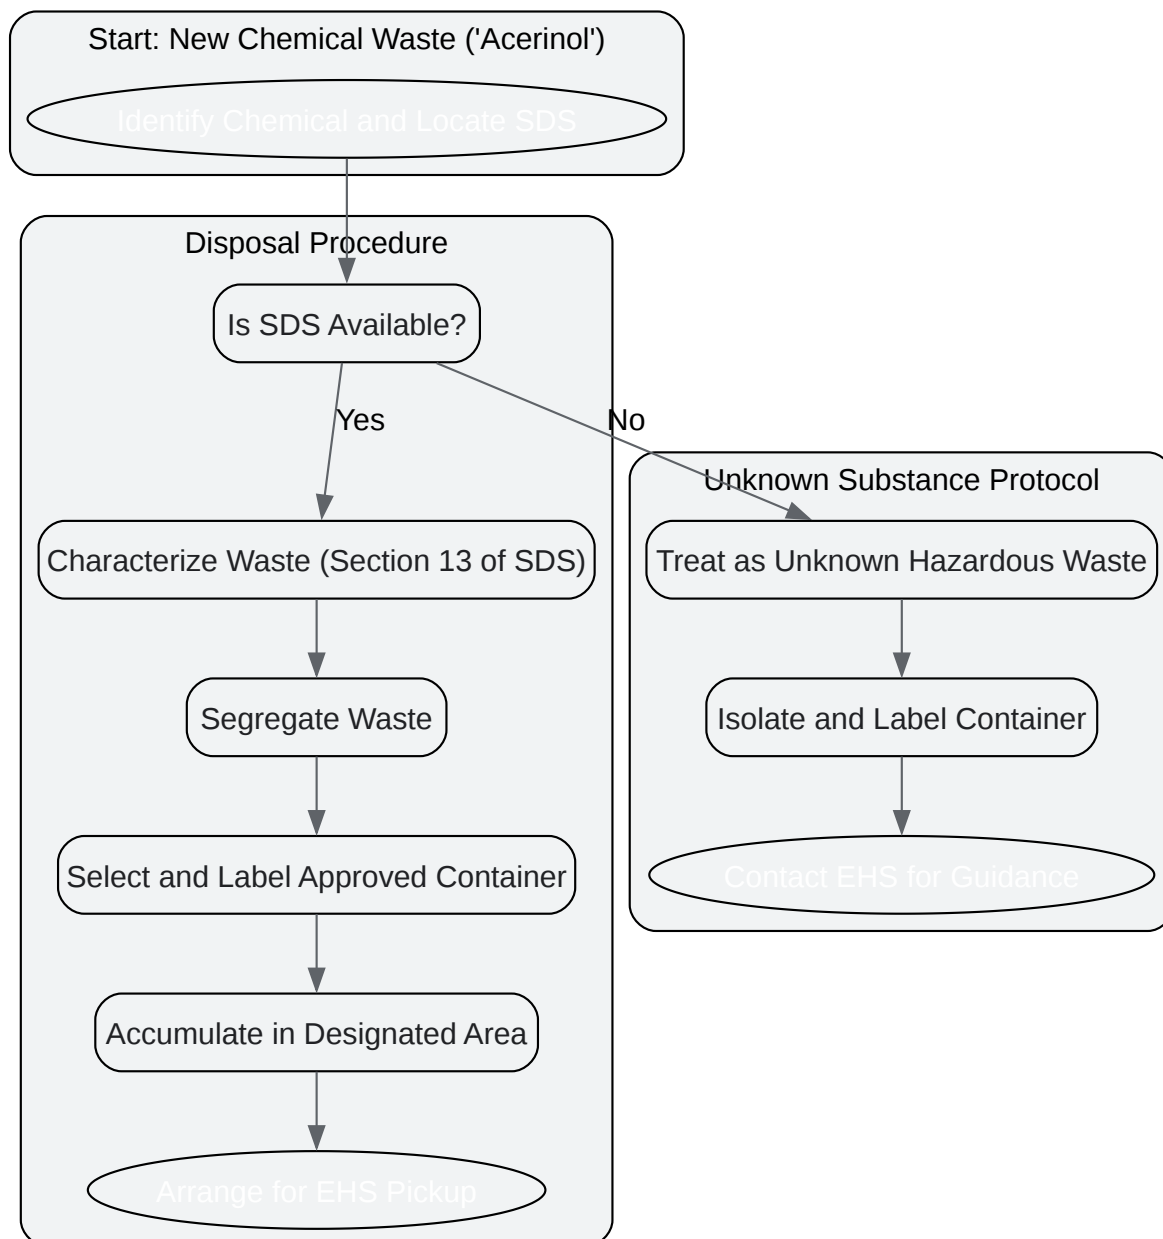 Start: New Chemical Waste ('Acerinol')
Identify Chemical and Locate SDS
Disposal Procedure
Is SDS Available?
Yes
No
Characterize Waste (Section 13 of SDS)
Segregate Waste
Select and Label Approved Container
Accumulate in Designated Area
Arrange for EHS Pickup
Unknown Substance Protocol
Treat as Unknown Hazardous Waste
Isolate and Label Container
Contact EHS for Guidance